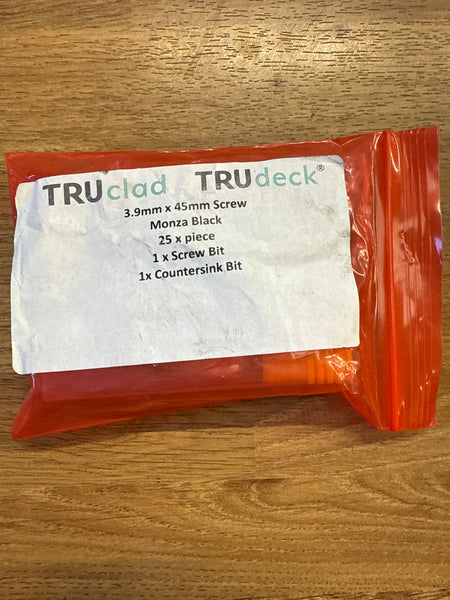 TRUclad TRUdeck®
3.9mm x 45mm Screw
Monza Black
25 x piece
1 x Screw Bit
1x Countersink Bit